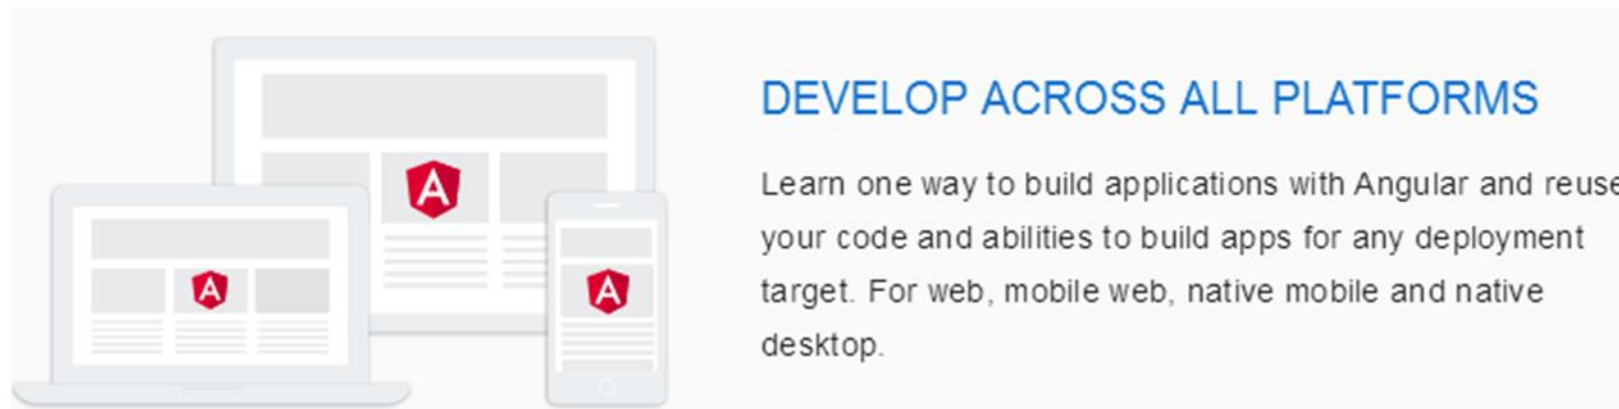 DEVELOP ACROSS ALL PLATFORMS
Learn one way to build applications with Angular and reuse
your code and abilities to build apps for any deployment
target. For web, mobile web, native mobile and native
desktop.
A
A
A